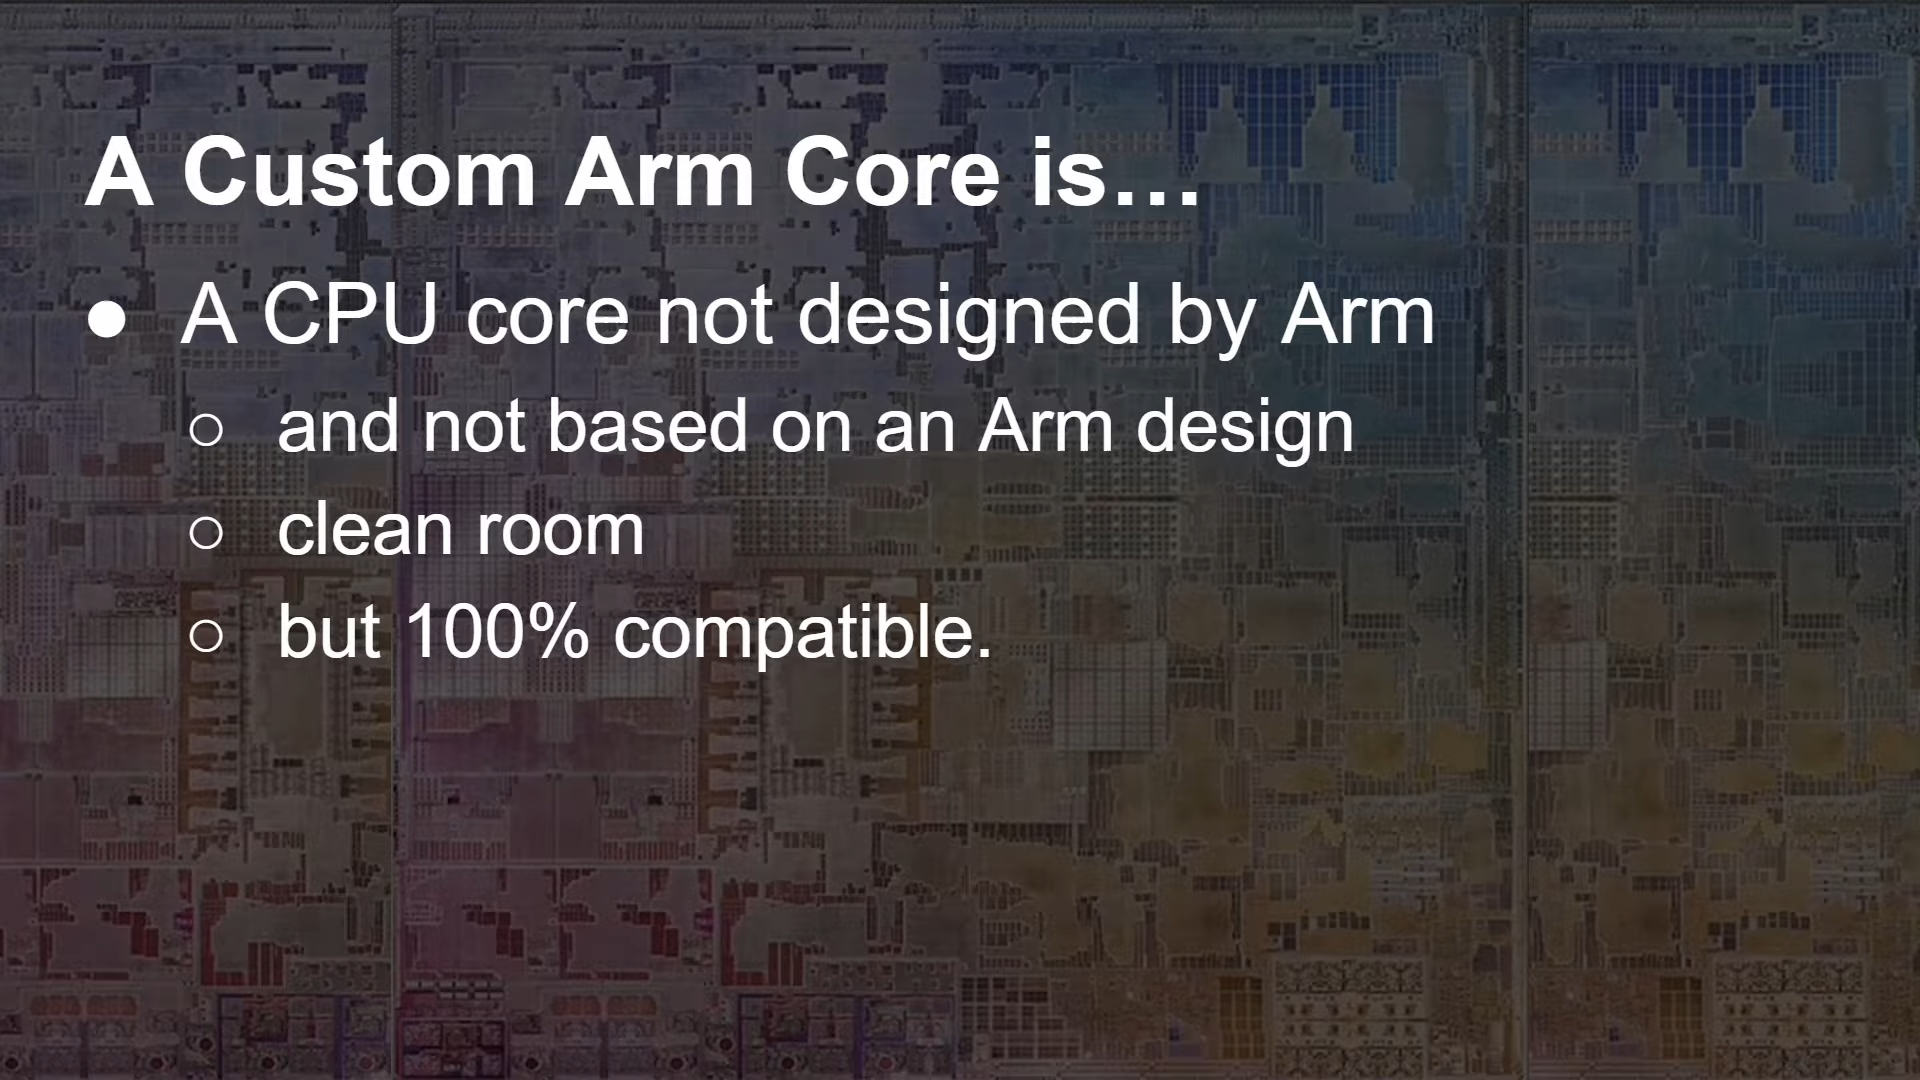 A Custom Arm Core is…
● A CPU core not designed by Arm
○ and not based on an Arm design
○ clean room
○ but 100% compatible.